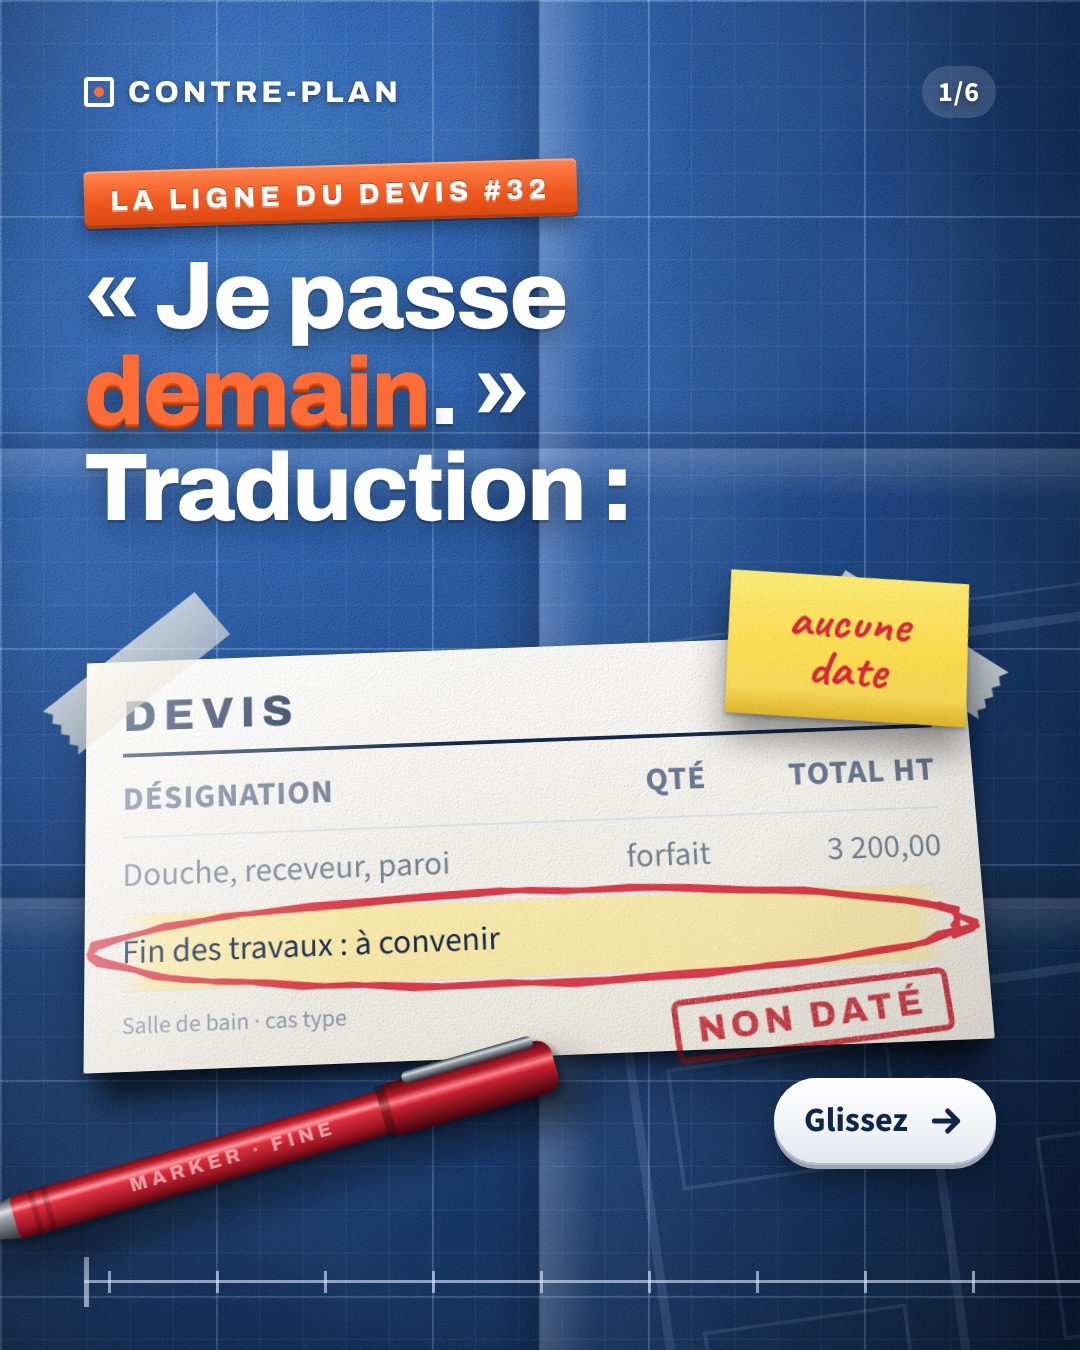 CONTRE-PLAN
1/6
LA LIGNE DU DEVIS #32
« Je passe
demain. »
Traduction :
aucune
date
DEVIS
DÉSIGNATION QTÉ TOTAL HT
Douche, receveur, paroi forfait 3 200,00
Fin des travaux : à convenir
Salle de bain · cas type
NON DATÉ
MARKER · FINE
Glissez →